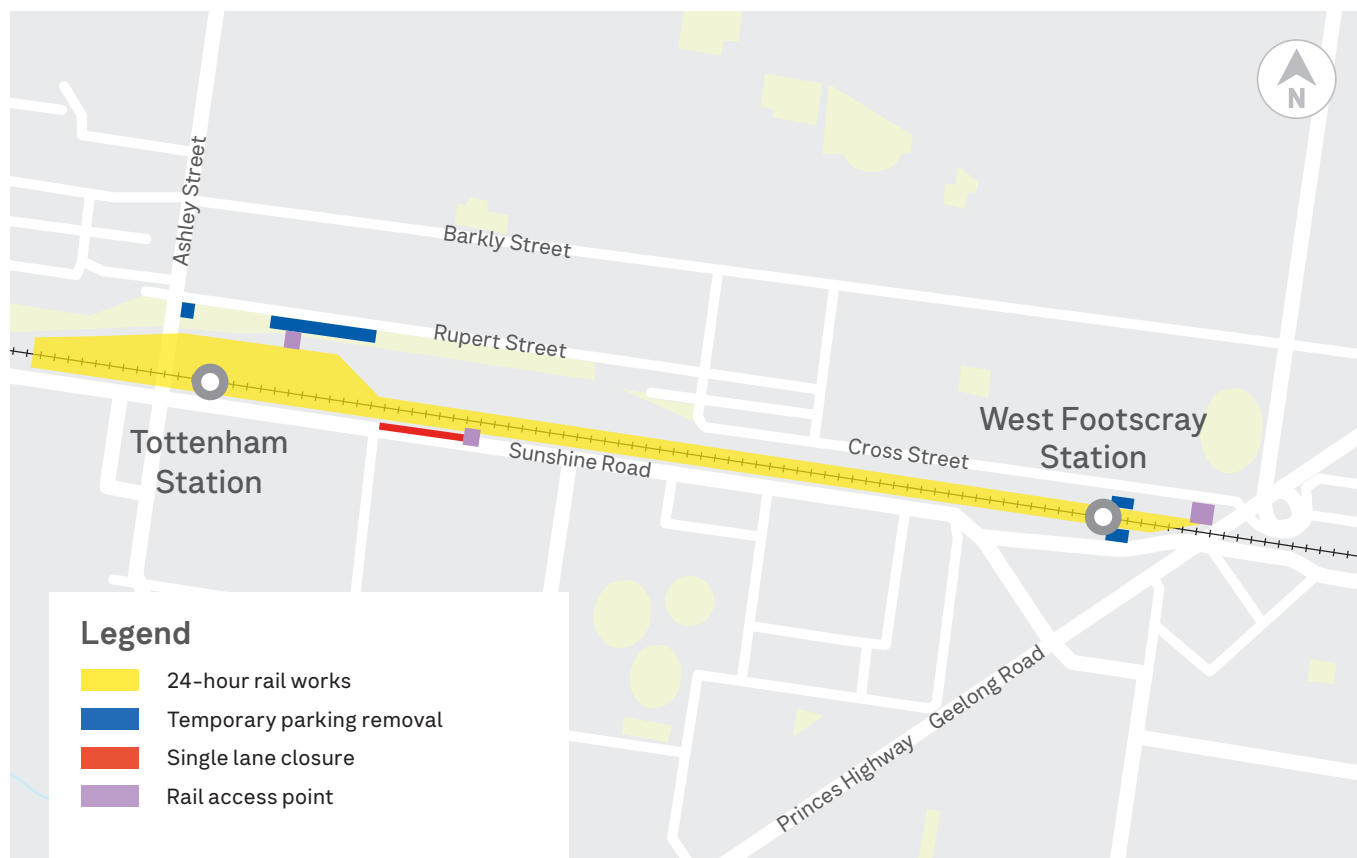 N
Ashley Street
Barkly Street
Rupert Street
West Footscray
Station
Tottenham
Station
Cross Street
Sunshine Road
Geelong Road
Princes Highway
Legend
24-hour rail works
Temporary parking removal
Single lane closure
Rail access point